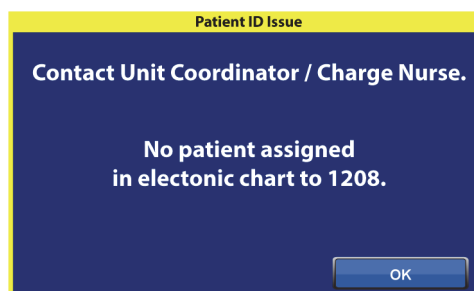 Patient ID Issue
Contact Unit Coordinator / Charge Nurse.
No patient assigned
in electonic chart to 1208.
OK